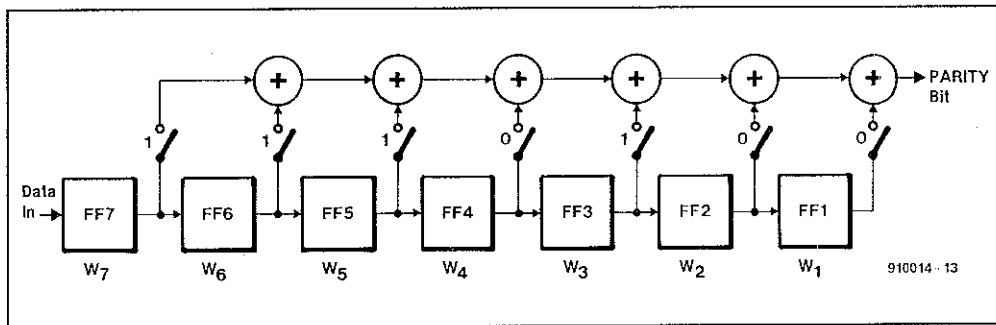 + + + + + + PARITY
Bit
1 1 1 0 1 0 0
Data
In
FF7 FF6 FF5 FF4 FF3 FF2 FF1
W7 W6 W5 W4 W3 W2 W1
910014 - 13